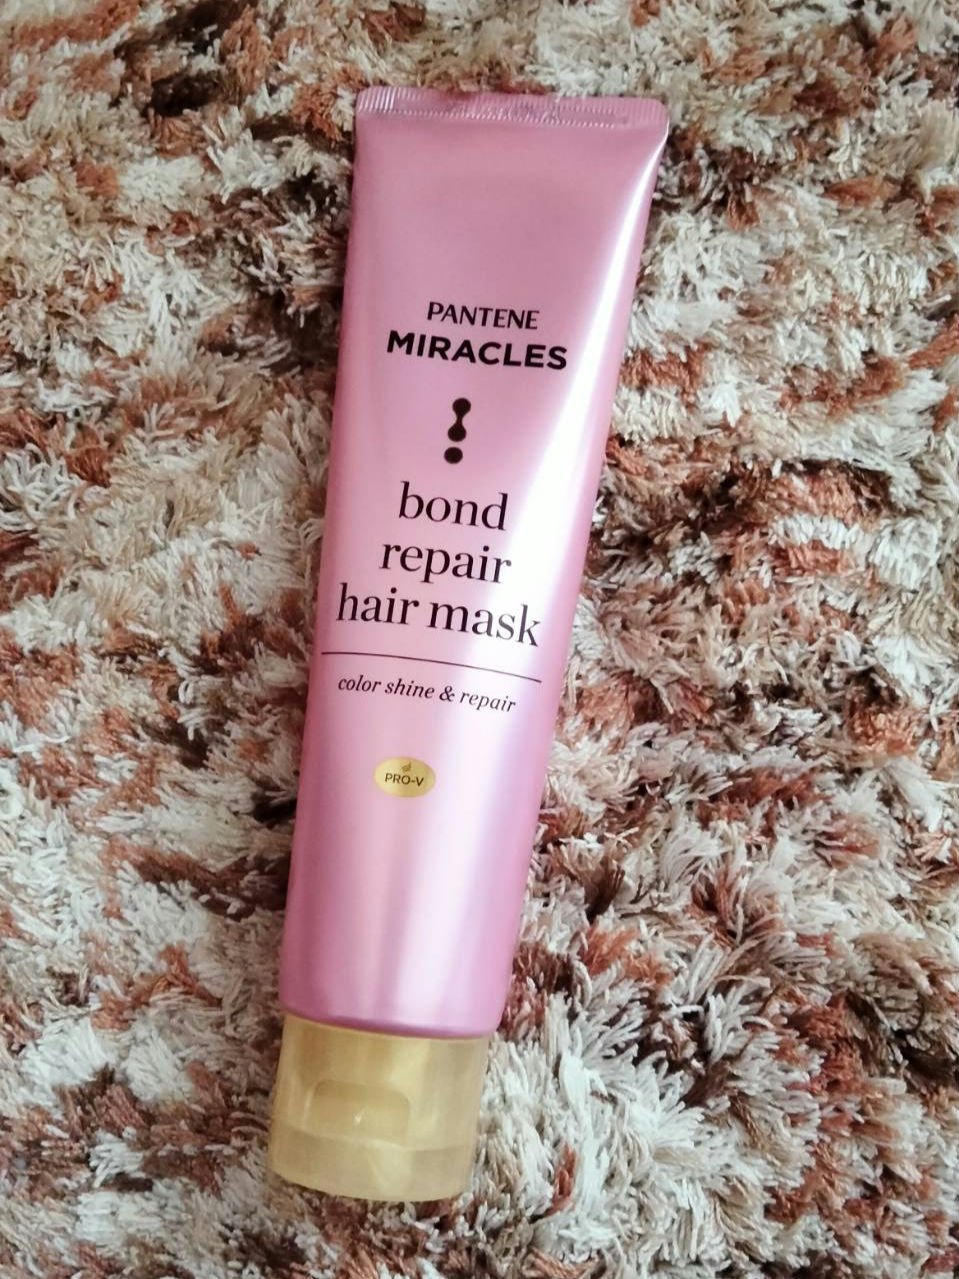 PANTENE
MIRACLES
bond
repair
hair mask
color shine & repair
PRO-V